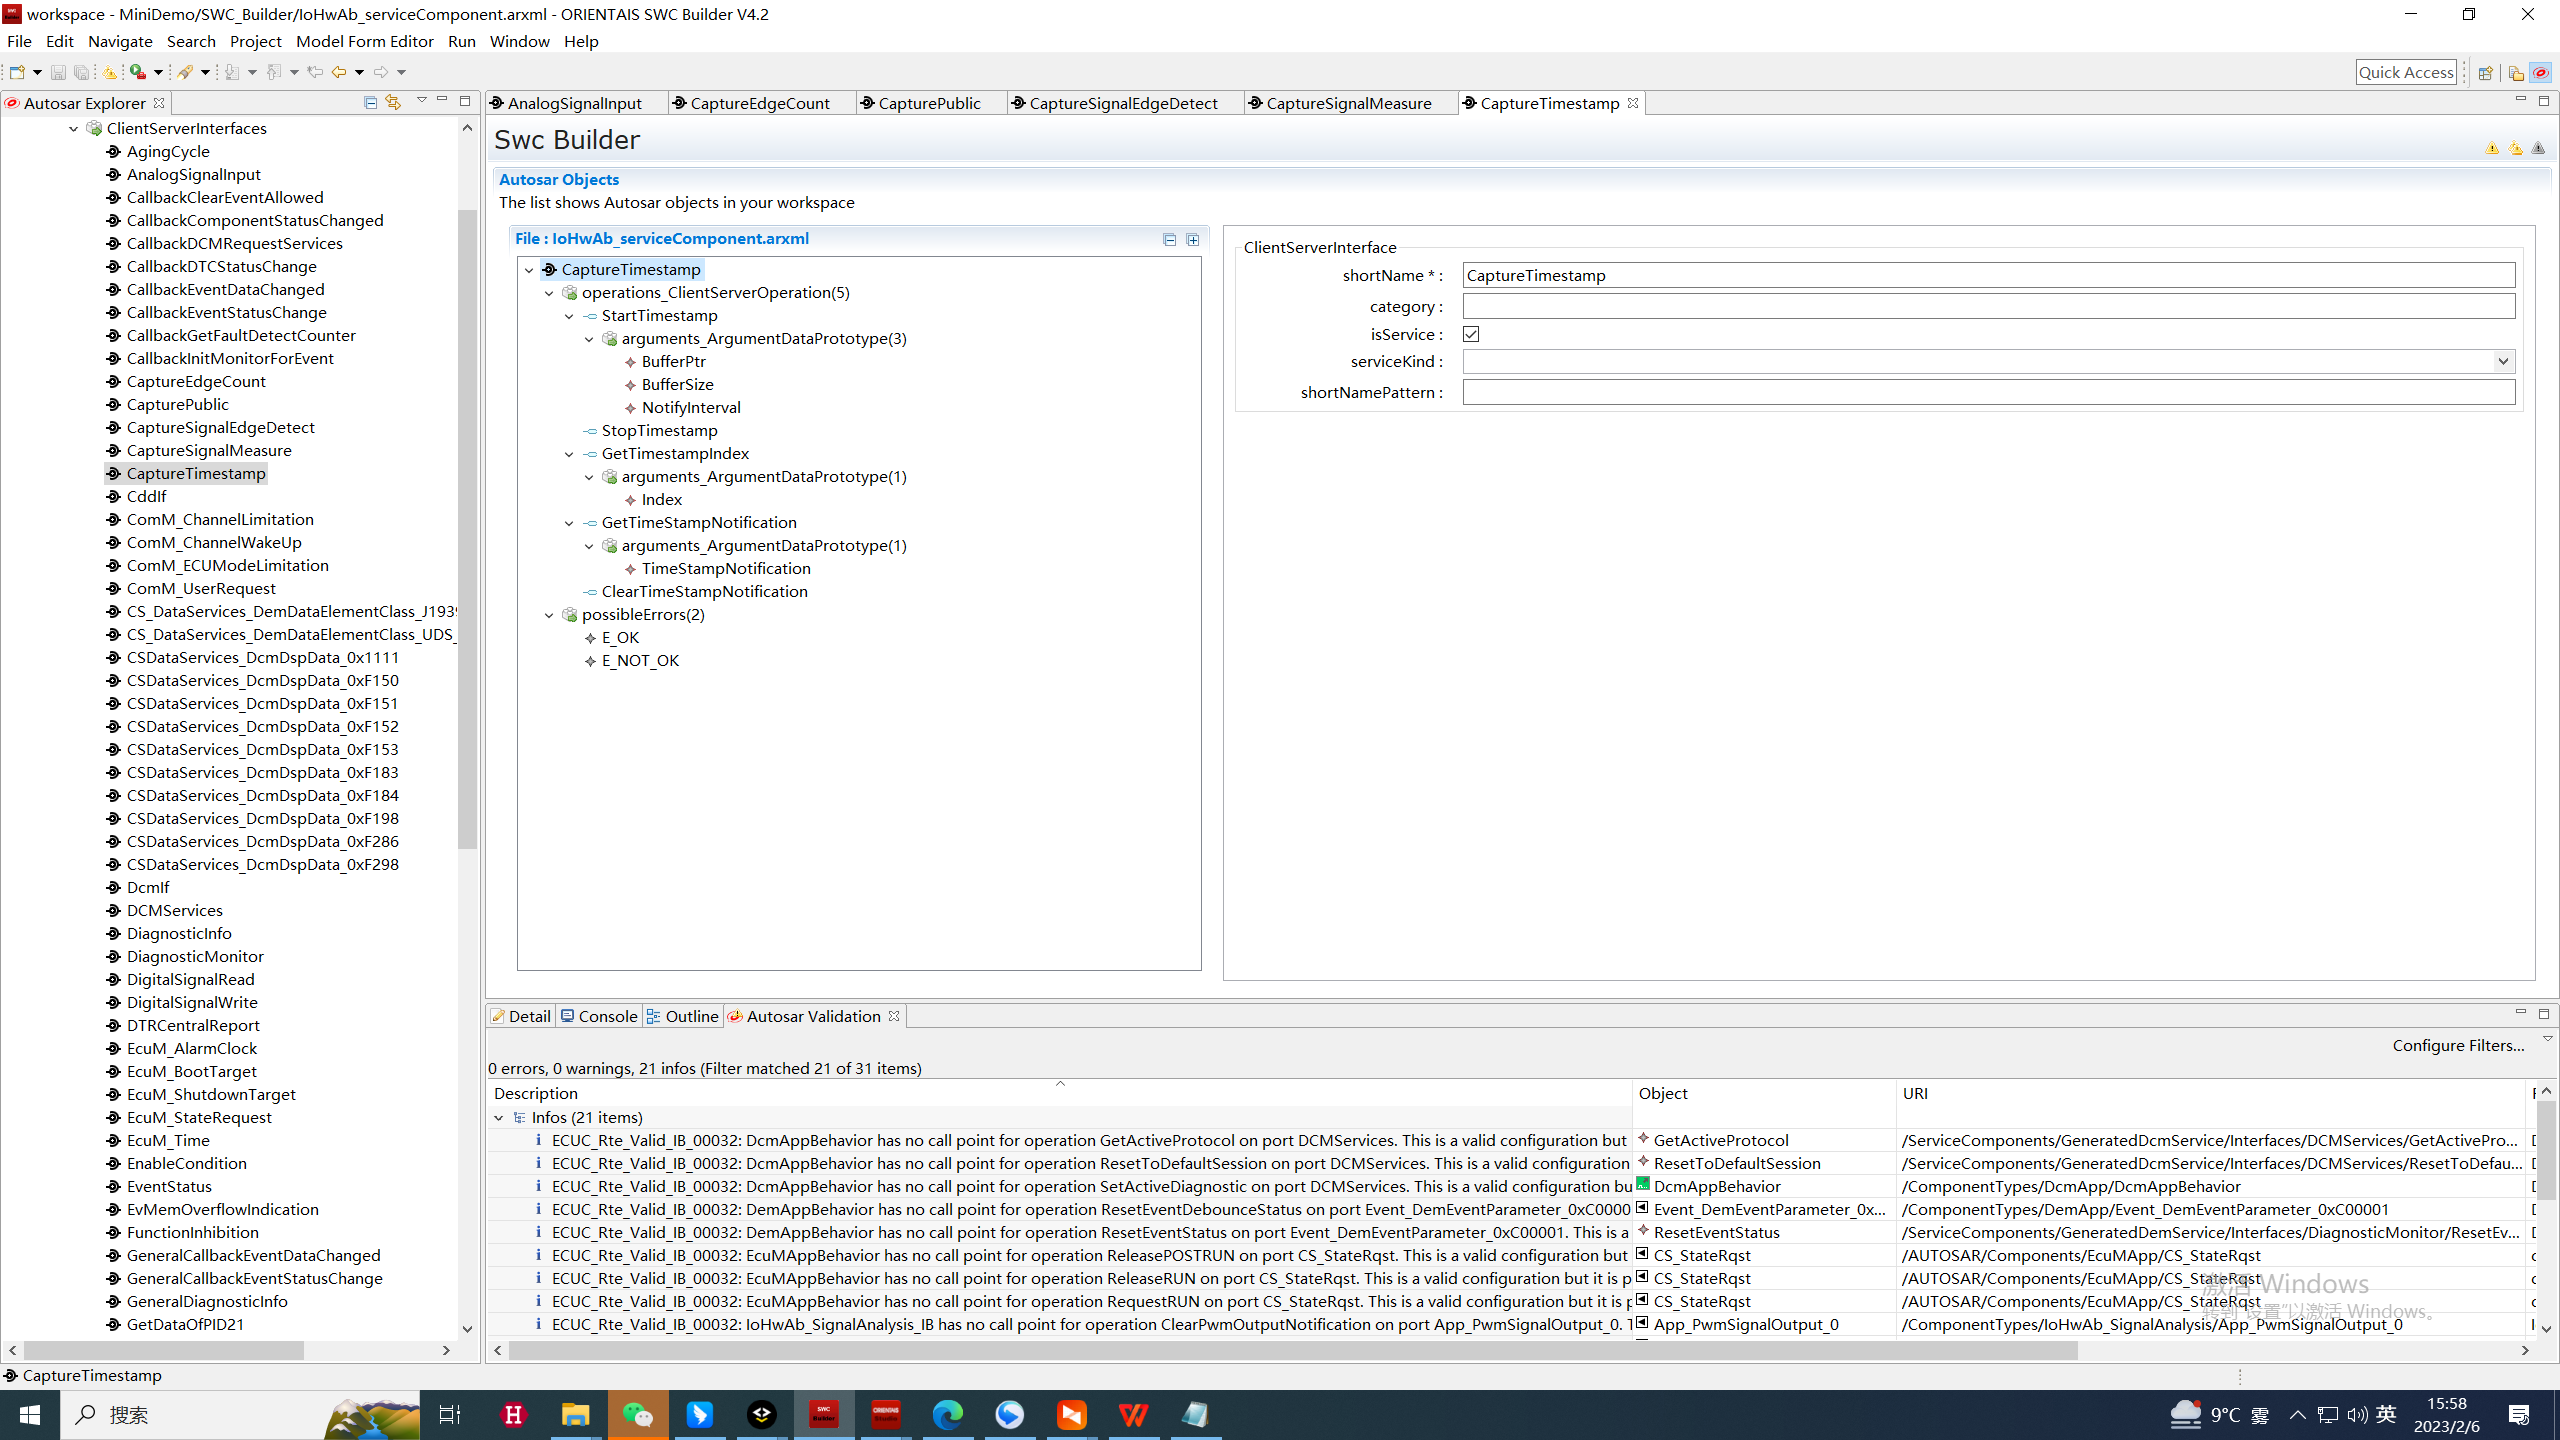 workspace - MiniDemo/SWC_Builder/IoHwAb_serviceComponent.arxml - ORIENTAIS SWC Builder V4.2
File Edit Navigate Search Project Model Form Editor Run Window Help
Quick Access
Autosar Explorer
ClientServerInterfaces
AgingCycle
AnalogSignalInput
CallbackClearEventAllowed
CallbackComponentStatusChanged
CallbackDCMRequestServices
CallbackDTCStatusChange
CallbackEventDataChanged
CallbackEventStatusChange
CallbackGetFaultDetectCounter
CallbackInitMonitorForEvent
CaptureEdgeCount
CapturePublic
CaptureSignalEdgeDetect
CaptureSignalMeasure
CaptureTimestamp
CddIf
ComM_ChannelLimitation
ComM_ChannelWakeUp
ComM_ECUModeLimitation
ComM_UserRequest
CS_DataServices_DemDataElementClass_J1939
CS_DataServices_DemDataElementClass_UDS_
CSDataServices_DcmDspData_0x1111
CSDataServices_DcmDspData_0xF150
CSDataServices_DcmDspData_0xF151
CSDataServices_DcmDspData_0xF152
CSDataServices_DcmDspData_0xF153
CSDataServices_DcmDspData_0xF183
CSDataServices_DcmDspData_0xF184
CSDataServices_DcmDspData_0xF198
CSDataServices_DcmDspData_0xF286
CSDataServices_DcmDspData_0xF298
DcmIf
DCMServices
DiagnosticInfo
DiagnosticMonitor
DigitalSignalRead
DigitalSignalWrite
DTRCentralReport
EcuM_AlarmClock
EcuM_BootTarget
EcuM_ShutdownTarget
EcuM_StateRequest
EcuM_Time
EnableCondition
EventStatus
EvMemOverflowIndication
FunctionInhibition
GeneralCallbackEventDataChanged
GeneralCallbackEventStatusChange
GeneralDiagnosticInfo
GetDataOfPID21
AnalogSignalInput CaptureEdgeCount CapturePublic CaptureSignalEdgeDetect CaptureSignalMeasure CaptureTimestamp
Swc Builder
Autosar Objects
The list shows Autosar objects in your workspace
File : IoHwAb_serviceComponent.arxml
CaptureTimestamp
operations_ClientServerOperation(5)
StartTimestamp
arguments_ArgumentDataPrototype(3)
BufferPtr
BufferSize
NotifyInterval
StopTimestamp
GetTimestampIndex
arguments_ArgumentDataPrototype(1)
Index
GetTimeStampNotification
arguments_ArgumentDataPrototype(1)
TimeStampNotification
ClearTimeStampNotification
possibleErrors(2)
E_OK
E_NOT_OK
ClientServerInterface
shortName * : CaptureTimestamp
category :
isService :
serviceKind :
shortNamePattern :
Detail Console Outline Autosar Validation
Configure Filters...
0 errors, 0 warnings, 21 infos (Filter matched 21 of 31 items)
Description Object URI
Infos (21 items)
ECUC_Rte_Valid_IB_00032: DcmAppBehavior has no call point for operation GetActiveProtocol on port DCMServices. This is a valid configuration but GetActiveProtocol /ServiceComponents/GeneratedDcmService/Interfaces/DCMServices/GetActivePro...
ECUC_Rte_Valid_IB_00032: DcmAppBehavior has no call point for operation ResetToDefaultSession on port DCMServices. This is a valid configuration ResetToDefaultSession /ServiceComponents/GeneratedDcmService/Interfaces/DCMServices/ResetToDefau...
ECUC_Rte_Valid_IB_00032: DcmAppBehavior has no call point for operation SetActiveDiagnostic on port DCMServices. This is a valid configuration bu DcmAppBehavior /ComponentTypes/DcmApp/DcmAppBehavior
ECUC_Rte_Valid_IB_00032: DemAppBehavior has no call point for operation ResetEventDebounceStatus on port Event_DemEventParameter_0xC0000 Event_DemEventParameter_0x... /ComponentTypes/DemApp/Event_DemEventParameter_0xC00001
ECUC_Rte_Valid_IB_00032: DemAppBehavior has no call point for operation ResetEventStatus on port Event_DemEventParameter_0xC00001. This is a ResetEventStatus /ServiceComponents/GeneratedDemService/Interfaces/DiagnosticMonitor/ResetEv...
ECUC_Rte_Valid_IB_00032: EcuMAppBehavior has no call point for operation ReleasePOSTRUN on port CS_StateRqst. This is a valid configuration but CS_StateRqst /AUTOSAR/Components/EcuMApp/CS_StateRqst
ECUC_Rte_Valid_IB_00032: EcuMAppBehavior has no call point for operation ReleaseRUN on port CS_StateRqst. This is a valid configuration but it is p CS_StateRqst /AUTOSAR/Components/EcuMApp/CS_StateRqst
ECUC_Rte_Valid_IB_00032: EcuMAppBehavior has no call point for operation RequestRUN on port CS_StateRqst. This is a valid configuration but it is p CS_StateRqst /AUTOSAR/Components/EcuMApp/CS_StateRqst
ECUC_Rte_Valid_IB_00032: IoHwAb_SignalAnalysis_IB has no call point for operation ClearPwmOutputNotification on port App_PwmSignalOutput_0. T App_PwmSignalOutput_0 /ComponentTypes/IoHwAb_SignalAnalysis/App_PwmSignalOutput_0
激活 Windows
转到"设置"以激活 Windows。
CaptureTimestamp
搜索
9°C 雾
英
15:58
2023/2/6